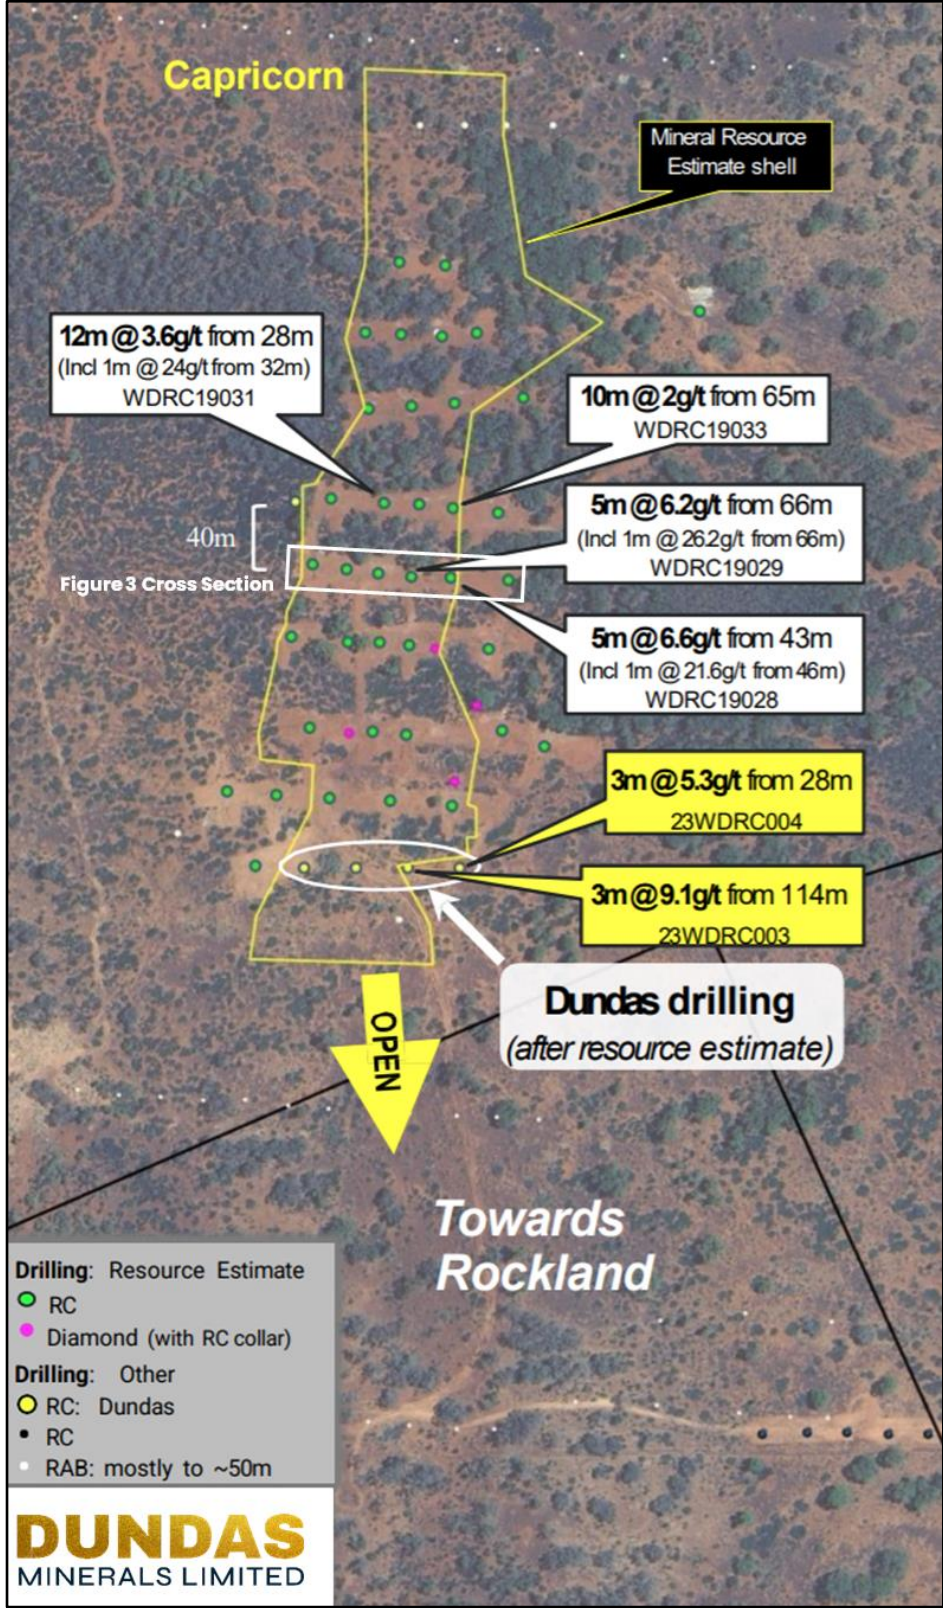 Capricorn
Mineral Resource
Estimate shell
12m @ 3.6g/t from 28m
(Incl 1m @ 24g/t from 32m)
WDRC19031
10m @ 2g/t from 65m
WDRC19033
5m @ 6.2g/t from 66m
(Incl 1m @ 26.2g/t from 66m)
WDRC19029
40m
Figure 3 Cross Section
5m @ 6.6g/t from 43m
(Incl 1m @ 21.6g/t from 46m)
WDRC19028
3m @ 5.3g/t from 28m
23WDRC004
3m @ 9.1g/t from 114m
23WDRC003
Dundas drilling
(after resource estimate)
OPEN
Towards
Rockland
Drilling: Resource Estimate
RC
Diamond (with RC collar)
Drilling: Other
RC: Dundas
RC
RAB: mostly to ~50m
DUNDAS
MINERALS LIMITED